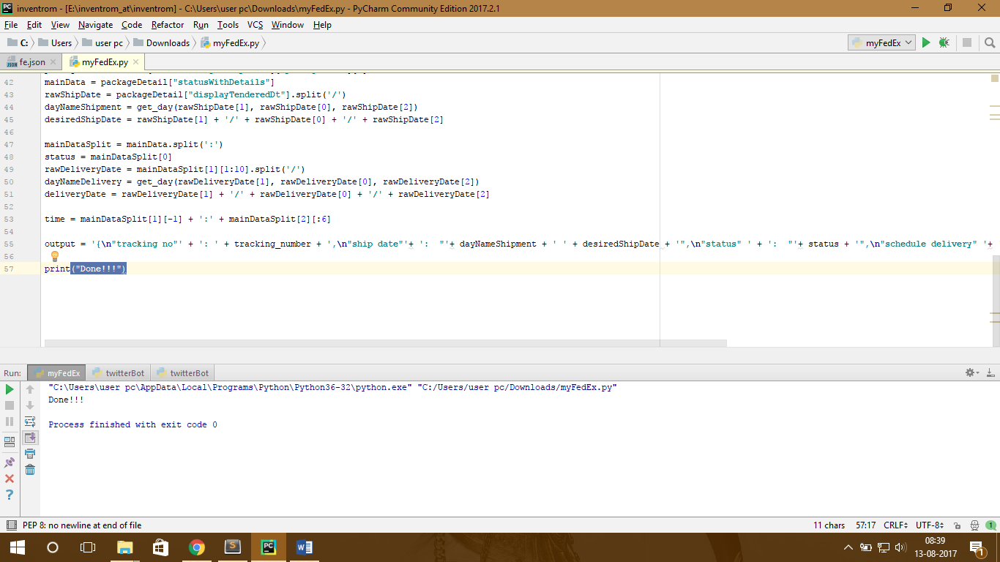 inventrom - [E:\inventrom_at\inventrom] - C:\Users\user pc\Downloads\myFedEx.py - PyCharm Community Edition 2017.2.1
File Edit View Navigate Code Refactor Run Tools VCS Window Help
C: Users user pc Downloads myFedEx.py myFedEx
fe.json myFedEx.py
42 mainData = packageDetail["statusWithDetails"]
43 rawShipDate = packageDetail["displayTenderedDt"].split('/')
44 dayNameShipment = get_day(rawShipDate[1], rawShipDate[0], rawShipDate[2])
45 desiredShipDate = rawShipDate[1] + '/' + rawShipDate[0] + '/' + rawShipDate[2]
46
47 mainDataSplit = mainData.split(':')
48 status = mainDataSplit[0]
49 rawDeliveryDate = mainDataSplit[1][1:10].split('/')
50 dayNameDelivery = get_day(rawDeliveryDate[1], rawDeliveryDate[0], rawDeliveryDate[2])
51 deliveryDate = rawDeliveryDate[1] + '/' + rawDeliveryDate[0] + '/' + rawDeliveryDate[2]
52
53 time = mainDataSplit[1][-1] + ':' + mainDataSplit[2][:6]
54
55 output = '{\n"tracking no"' + ': ' + tracking_number + ',\n"ship date"'+ ':  "'+ dayNameShipment + ' ' + desiredShipDate + '",\n"status" ' + ':  "'+ status + '",\n"schedule delivery" '+
56
57 print("Done!!!")
Run: myFedEx twitterBot twitterBot
"C:\Users\user pc\AppData\Local\Programs\Python\Python36-32\python.exe" "C:/Users/user pc/Downloads/myFedEx.py"
Done!!!
Process finished with exit code 0
PEP 8: no newline at end of file 11 chars 57:17 CRLF UTF-8 1
08:39
13-08-2017 1